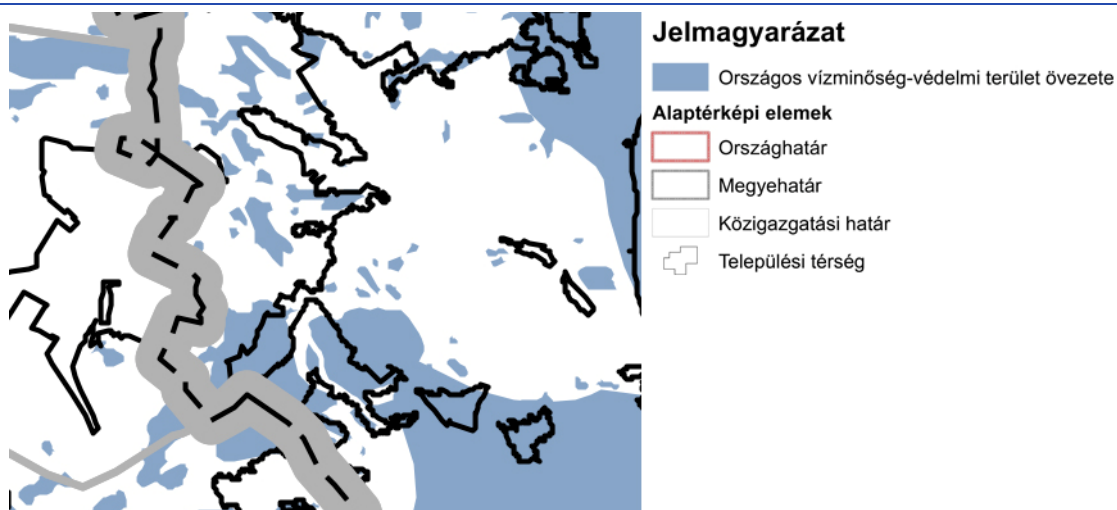 Jelmagyarázat
Országos vízminőség-védelmi terület övezete
Alaptérképi elemek
Országhatár
Megyehatár
Közigazgatási határ
Települési térség